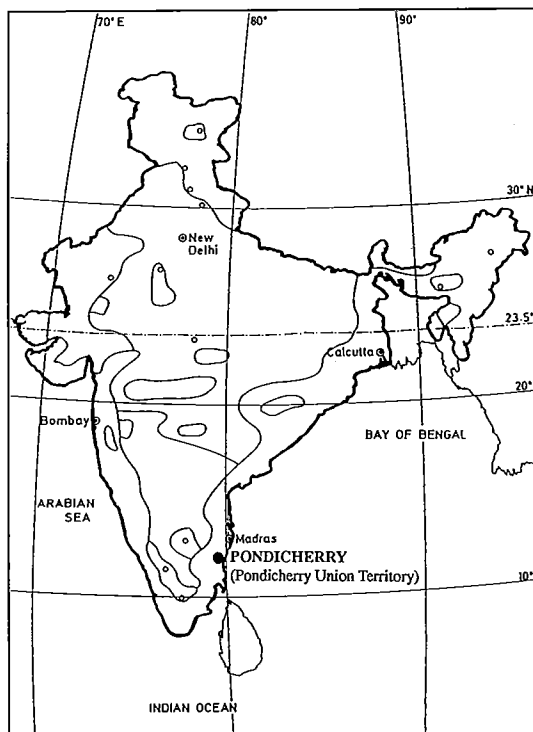 70° E
80°
90°
30° N
New
Delhi
23.5°
Calcutta
20°
Bombay
BAY OF BENGAL
ARABIAN
SEA
Madras
PONDICHERRY
(Pondicherry Union Territory)
10°
INDIAN OCEAN